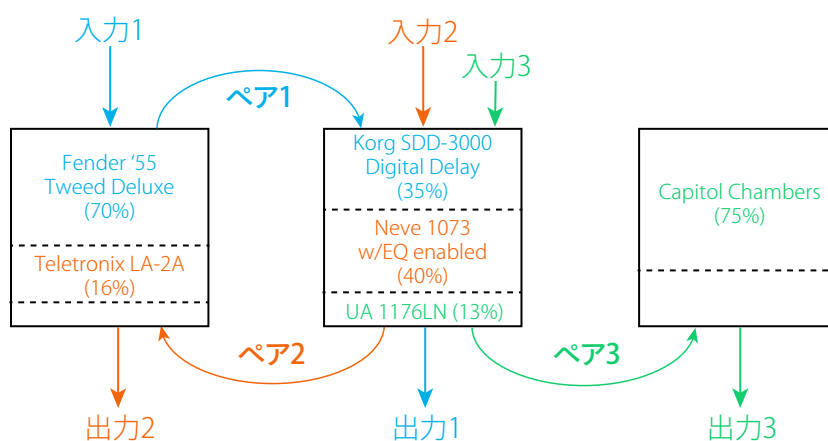 入力1
入力2
入力3
ペア1
Fender ‘55
Tweed Deluxe
(70%)
Teletronix LA-2A
(16%)
Korg SDD-3000
Digital Delay
(35%)
Neve 1073
w/EQ enabled
(40%)
UA 1176LN (13%)
Capitol Chambers
(75%)
ペア2
ペア3
出力2
出力1
出力3